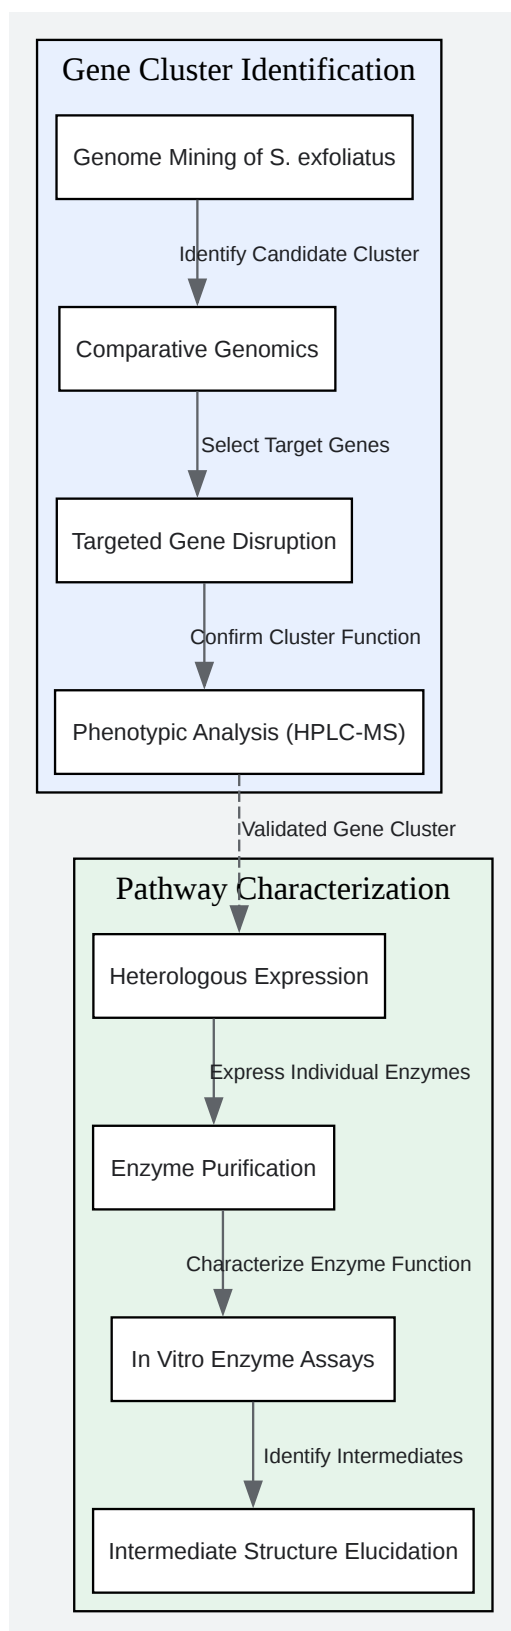 Gene Cluster Identification
Genome Mining of S. exfoliatus
Identify Candidate Cluster
Comparative Genomics
Select Target Genes
Targeted Gene Disruption
Confirm Cluster Function
Phenotypic Analysis (HPLC-MS)
Validated Gene Cluster
Pathway Characterization
Heterologous Expression
Express Individual Enzymes
Enzyme Purification
Characterize Enzyme Function
In Vitro Enzyme Assays
Identify Intermediates
Intermediate Structure Elucidation